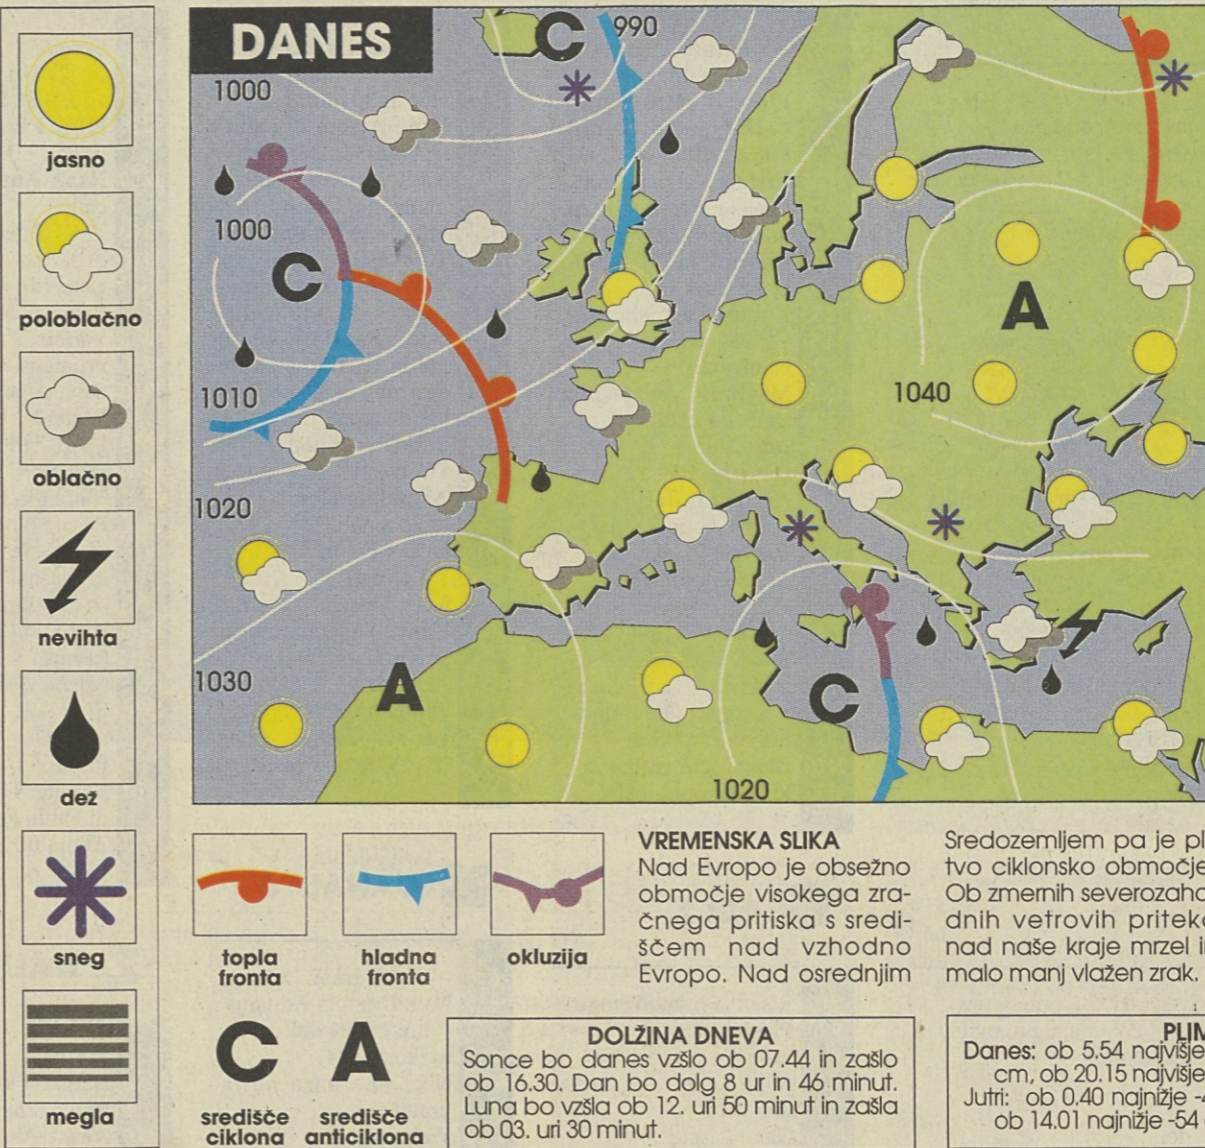 jasno
poloblačno
oblačno
nevihta
dež
sneg
megla
DANES
C
990
1000
1000
C
A
1010
1040
1020
1030
A
C
1020
topla
fronta
hladna
fronta
okluzija
C
A
središče
ciklona
središče
anticiklona
VREMENSKA SLIKA
Nad Evropo je obsežno
območje visokega zra-
čnega pritiska s sredi-
ščem nad vzhodno
Evropo. Nad osrednjim
Sredozemljem pa je pl
tvo ciklonsko območje
Ob zmernih severozaho
dnih vetrovih priteka
nad naše kraje mrzel in
malo manj vlažen zrak.
DOLŽINA DNEVA
Sonce bo danes vzšlo ob 07.44 in zašlo
ob 16.30. Dan bo dolg 8 ur in 46 minut.
Luna bo vzšla ob 12. uri 50 minut in zašla
ob 03. uri 30 minut.
PLIM
Danes: ob 5.54 najvišje
cm, ob 20.15 najvišje
Jutri: ob 0.40 najnižje -4
ob 14.01 najnižje -54